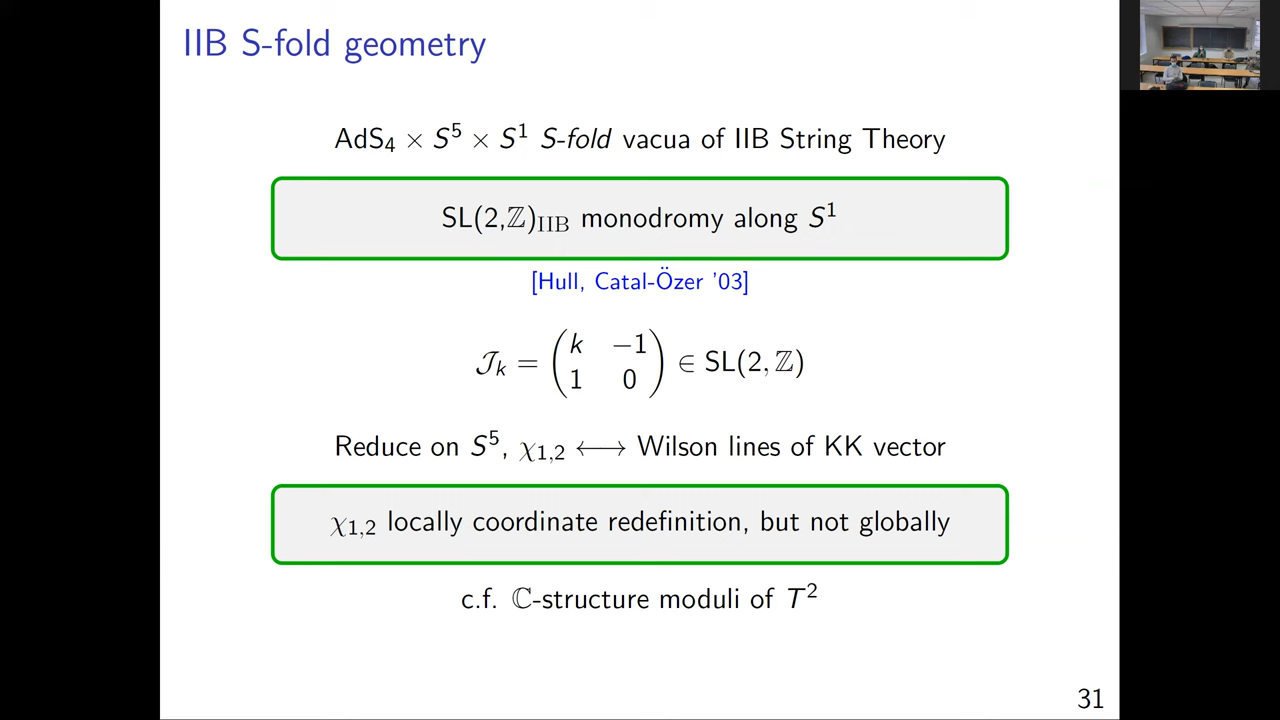 IIB S-fold geometry
AdS₄ × S⁵ × S¹ S-fold vacua of IIB String Theory
SL(2,ℤ)_IIB monodromy along S¹
[Hull, Catal-Özer '03]
𝒥ₖ = (k −1; 1 0) ∈ SL(2, ℤ)
Reduce on S⁵, χ₁,₂ ⟷ Wilson lines of KK vector
χ₁,₂ locally coordinate redefinition, but not globally
c.f. ℂ-structure moduli of T²
31